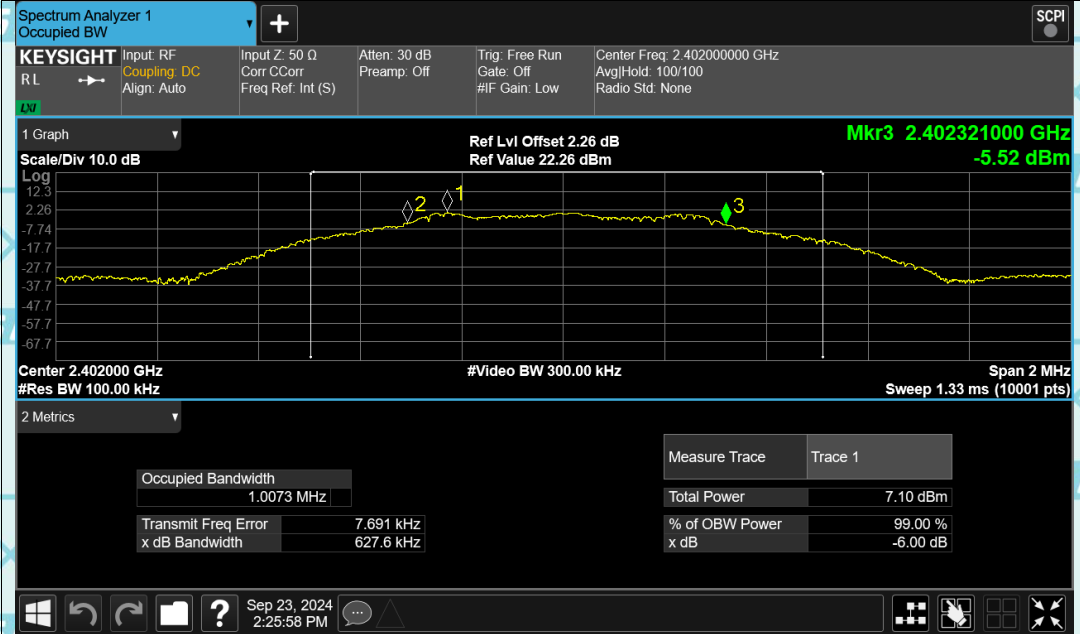 Spectrum Analyzer 1
Occupied BW
SCPI
KEYSIGHT
R L
LXI
Input: RF
Coupling: DC
Align: Auto
Input Z: 50 Ω
Corr CCorr
Freq Ref: Int (S)
Atten: 30 dB
Preamp: Off
Trig: Free Run
Gate: Off
#IF Gain: Low
Center Freq: 2.402000000 GHz
Avg|Hold: 100/100
Radio Std: None
1 Graph
Ref Lvl Offset 2.26 dB
Mkr3 2.402321000 GHz
Scale/Div 10.0 dB
Ref Value 22.26 dBm
-5.52 dBm
Log
12.3
2.26
-7.74
-17.7
-27.7
-37.7
-47.7
-57.7
-67.7
2
1
3
Center 2.402000 GHz
#Video BW 300.00 kHz
Span 2 MHz
#Res BW 100.00 kHz
Sweep 1.33 ms (10001 pts)
2 Metrics
Occupied Bandwidth
1.0073 MHz
Transmit Freq Error 7.691 kHz
x dB Bandwidth 627.6 kHz
Measure Trace Trace 1
Total Power 7.10 dBm
% of OBW Power 99.00 %
x dB -6.00 dB
?
Sep 23, 2024
2:25:58 PM